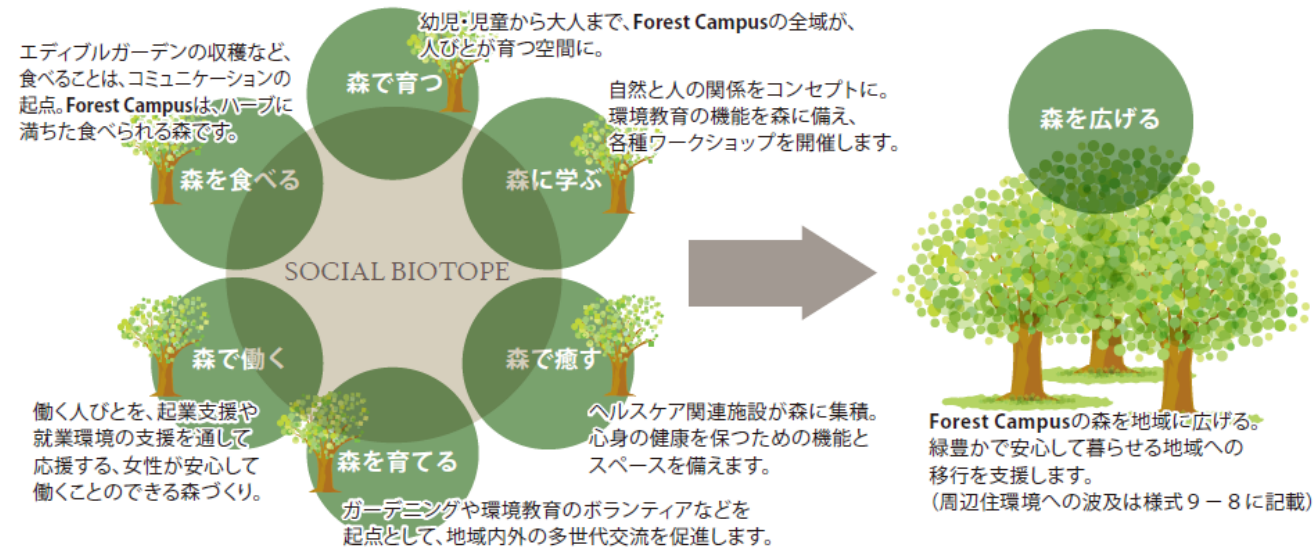 幼児・児童から大人まで、Forest Campusの全域が、
人びとが育つ空間に。
森で育つ
エディブルガーデンの収穫など、
食べることは、コミュニケーションの
起点。Forest Campusは、ハーブに
満ちた食べられる森です。
自然と人の関係をコンセプトに。
環境教育の機能を森に備え、
各種ワークショップを開催します。
森を食べる
森に学ぶ
SOCIAL BIOTOPE
森で働く
森で癒す
働く人びとを、起業支援や
就業環境の支援を通して
応援する、女性が安心して
働くことのできる森づくり。
ヘルスケア関連施設が森に集積。
心身の健康を保つための機能と
スペースを備えます。
森を育てる
ガーデニングや環境教育のボランティアなどを
起点として、地域内外の多世代交流を促進します。
森を広げる
Forest Campusの森を地域に広げる。
緑豊かで安心して暮らせる地域への
移行を支援します。
(周辺住環境への波及は様式9－8に記載)